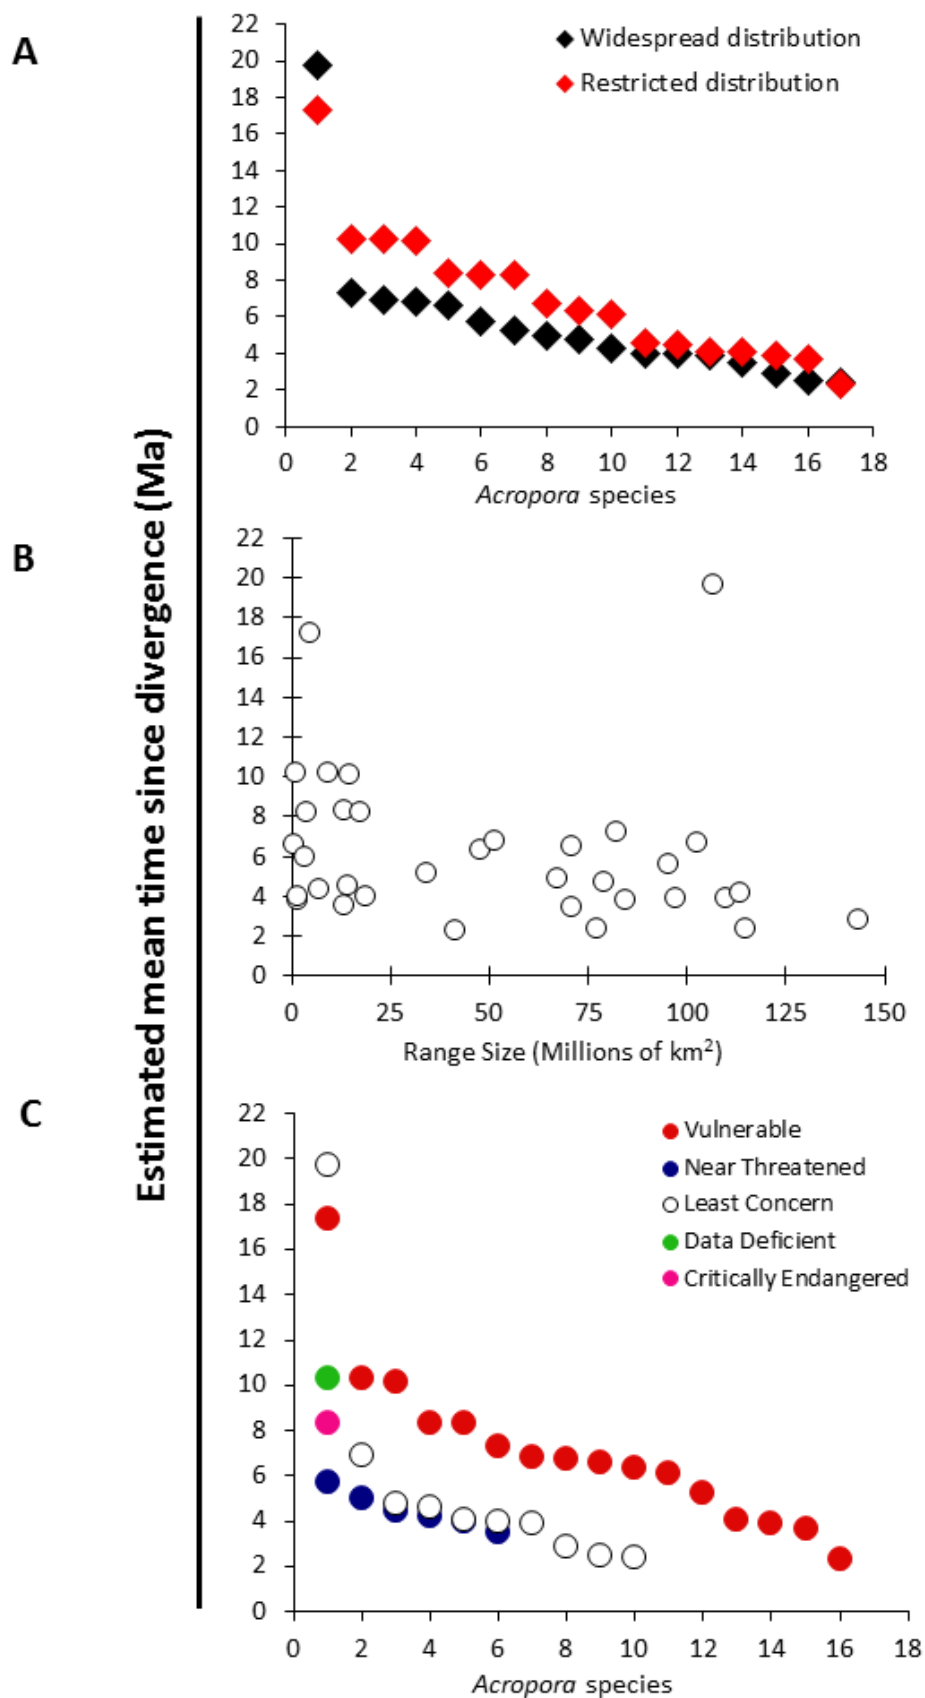 A
22
20
18
16
14
12
10
8
6
4
2
0
0 2 4 6 8 10 12 14 16 18
Acropora species
Widespread distribution
Restricted distribution
Estimated mean time since divergence (Ma)
B
22
20
18
16
14
12
10
8
6
4
2
0
0 25 50 75 100 125 150
Range Size (Millions of km²)
C
22
20
18
16
14
12
10
8
6
4
2
0
0 2 4 6 8 10 12 14 16 18
Acropora species
Vulnerable
Near Threatened
Least Concern
Data Deficient
Critically Endangered